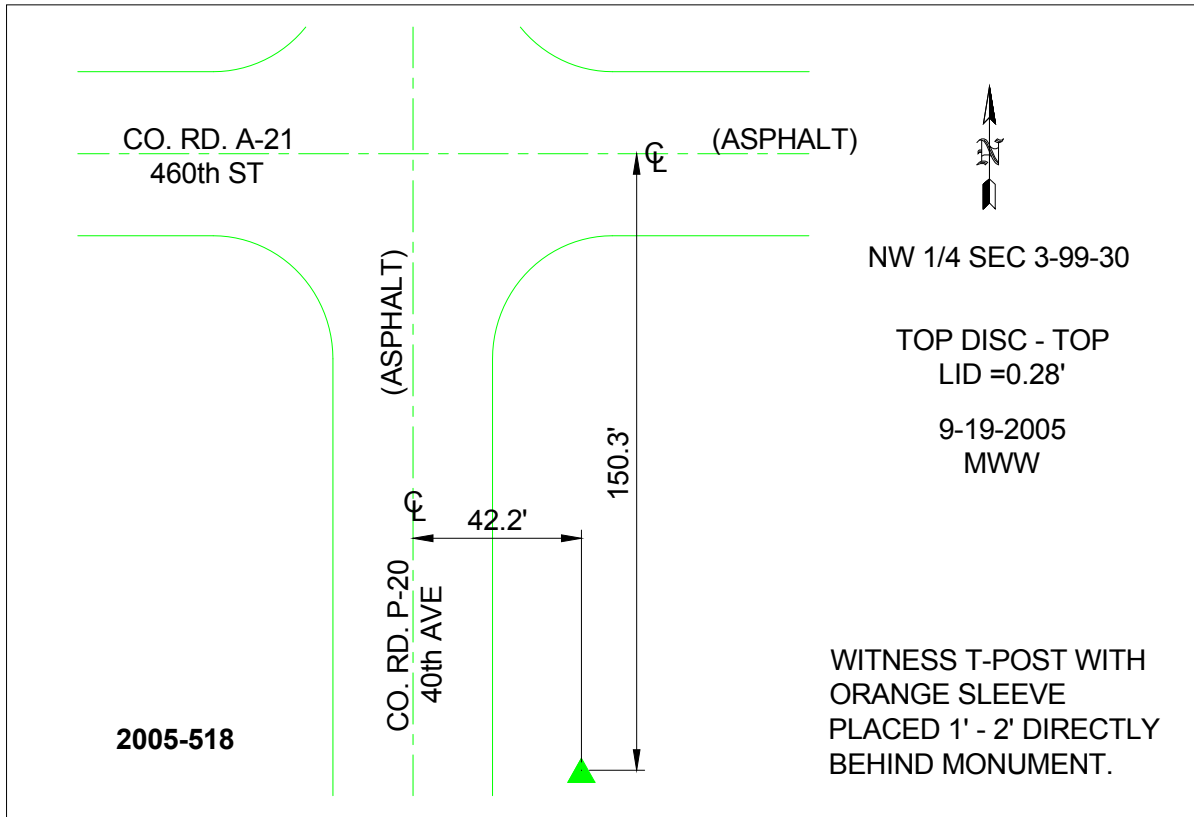 CO. RD. A-21
460th ST
℄
(ASPHALT)
N
NW 1/4 SEC 3-99-30
(ASPHALT)
TOP DISC - TOP
LID =0.28'
9-19-2005
MWW
150.3'
℄
42.2'
CO. RD. P-20
40th AVE
WITNESS T-POST WITH
ORANGE SLEEVE
PLACED 1' - 2' DIRECTLY
BEHIND MONUMENT.
2005-518